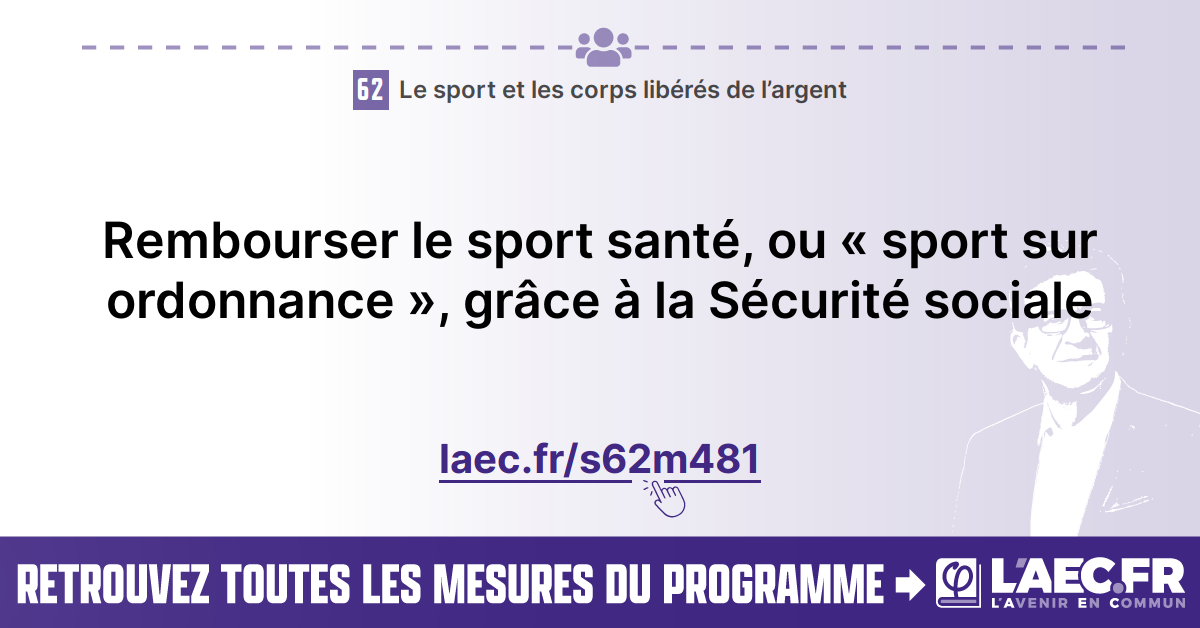 62 Le sport et les corps libérés de l’argent
Rembourser le sport santé, ou « sport sur
ordonnance », grâce à la Sécurité sociale
laec.fr/s62m481
RETROUVEZ TOUTES LES MESURES DU PROGRAMME
L'AEC.FR
L'AVENIR EN COMMUN